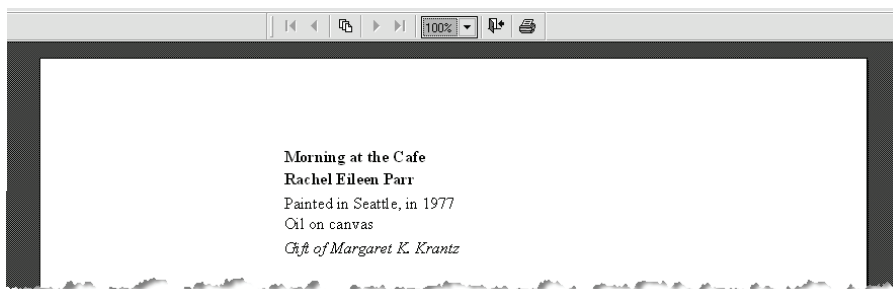 100%
Morning at the Cafe
Rachel Eileen Parr
Painted in Seattle, in 1977
Oil on canvas
Gift of Margaret K. Krantz